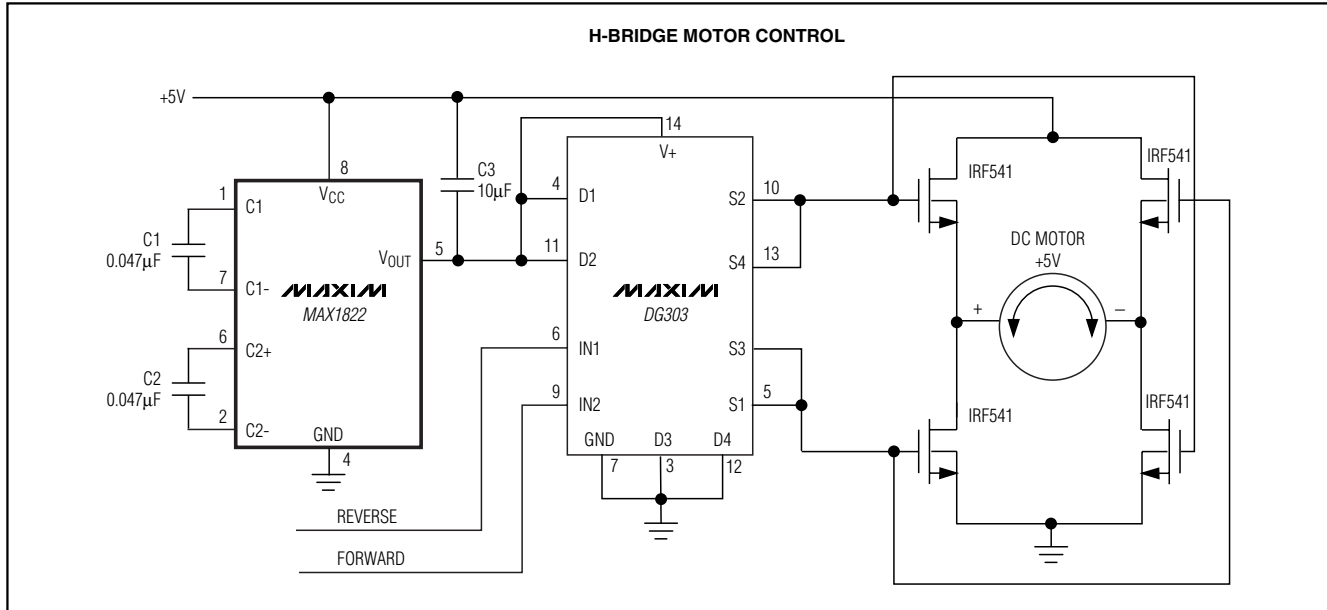 H-BRIDGE MOTOR CONTROL
+5V
8
VCC
1
C1
C1
0.047µF
7
C1-
6
C2+
C2
0.047µF
2
C2-
GND
4
VOUT
5
MAXIM
MAX1822
C3
10µF
14
V+
4
D1
11
D2
MAXIM
DG303
6
IN1
9
IN2
GND
7
D3
3
D4
12
S2
10
S4
13
S3
S1
5
REVERSE
FORWARD
IRF541
IRF541
DC MOTOR
+5V
+
−
IRF541
IRF541